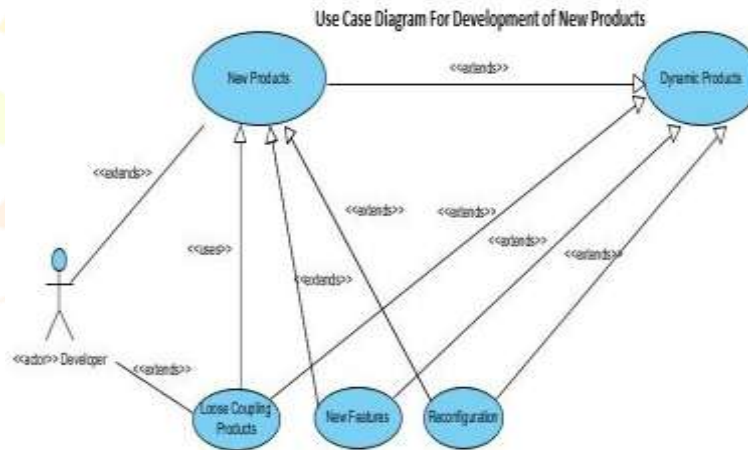 Use Case Diagram For Development of New Products
New Products
<<extends>>
Dynamic Products
<<extends>>
<<extends>>
<<extends>>
<<uses>>
<<extends>>
<<extends>>
<<extends>>
<<actor>> Developer
<<extends>>
Loose Coupling
Products
New Features
Reconfiguration